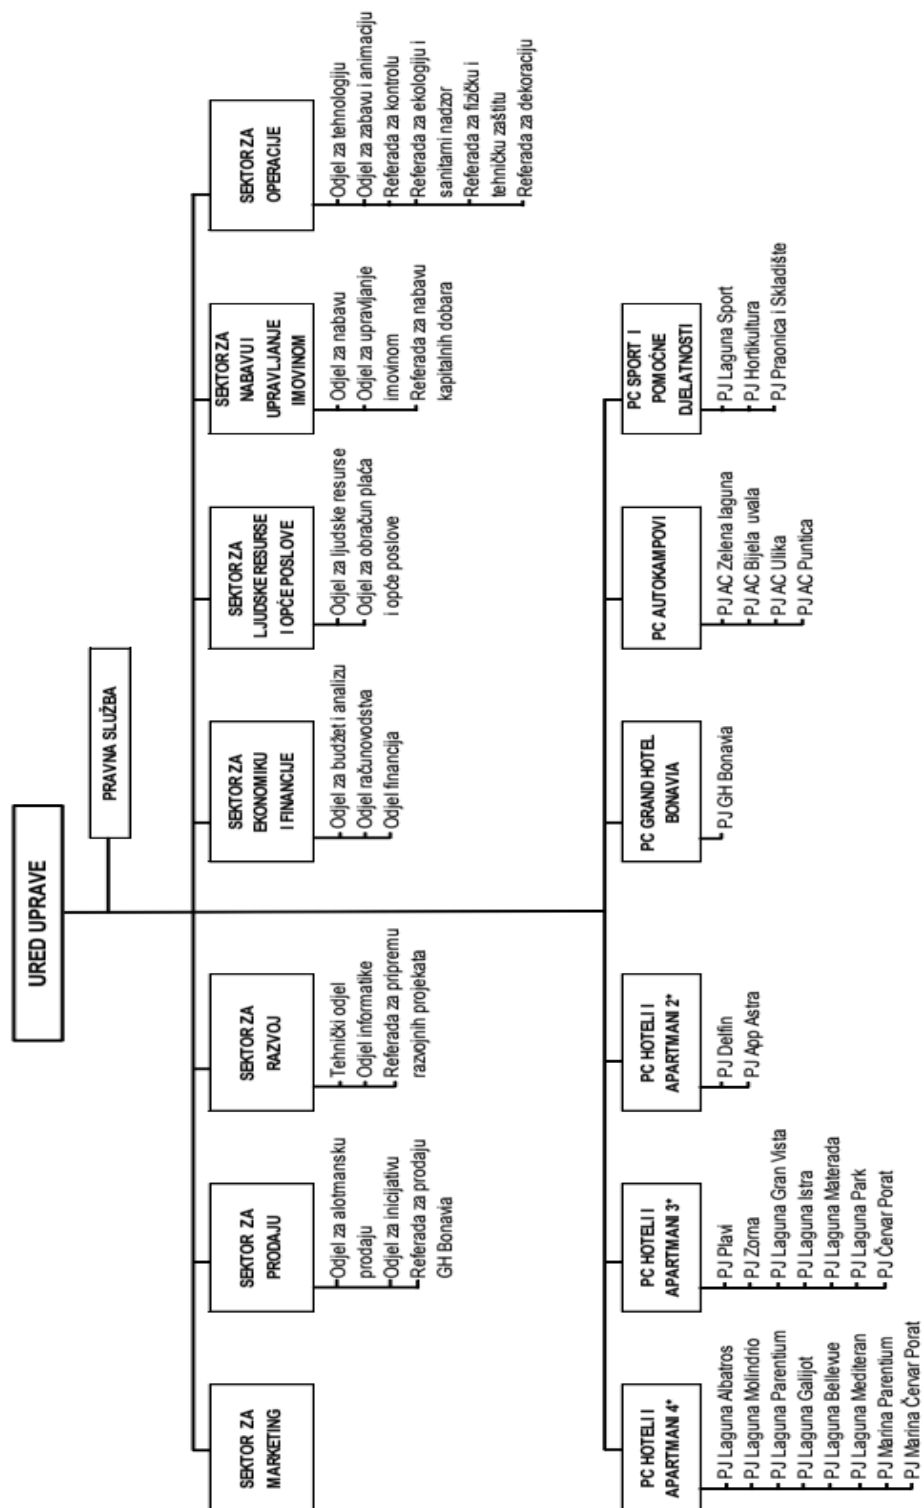 URED UPRAVE
PRAVNA SLUŽBA
SEKTOR ZA
MARKETING
SEKTOR ZA
PRODAJU
Odjel za alotmansku
prodaju
Odjel za inicijativu
Referada za prodaju
GH Bonavia
SEKTOR ZA
RAZVOJ
Tehnički odjel
Odjel informatike
Referada za pripremu
razvojnih projekata
SEKTOR ZA
EKONOMIKU
I FINANCIJE
Odjel za budžet i analizu
Odjel računovodstva
Odjel financija
SEKTOR ZA
LJUDSKE RESURSE
I OPĆE POSLOVE
Odjel za ljudske resurse
Odjel za obračun plaća
i opće poslove
SEKTOR ZA
NABAVU I
UPRAVLJANJE
IMOVINOM
Odjel za nabavu
Odjel za upravljanje
imovinom
Referada za nabavu
kapitalnih dobara
SEKTOR ZA
OPERACIJE
Odjel za tehnologiju
Odjel za zabavu i animaciju
Referada za kontrolu
Referada za ekologiju i
sanitarni nadzor
Referada za fizičku i
tehničku zaštitu
Referada za dekoraciju
PC HOTELI I
APARTMANI 4*
PJ Laguna Albatros
PJ Laguna Molindrio
PJ Laguna Parentium
PJ Laguna Galijot
PJ Laguna Bellevue
PJ Laguna Mediteran
PJ Marina Parentium
PJ Marina Červar Porat
PC HOTELI I
APARTMANI 3*
PJ Plavi
PJ Zorna
PJ Laguna Gran Vista
PJ Laguna Istra
PJ Laguna Materada
PJ Laguna Park
PJ Červar Porat
PC HOTELI I
APARTMANI 2*
PJ Delfin
PJ App Astra
PC GRAND HOTEL
BONAVIA
PJ GH Bonavia
PC AUTOKAMPOVI
PJ AC Zelena laguna
PJ AC Bijela uvala
PJ AC Ulika
PJ AC Puntica
PC SPORT I
POMOĆNE
DJELATNOSTI
PJ Laguna Sport
PJ Hortikultura
PJ Praonica i Skladište